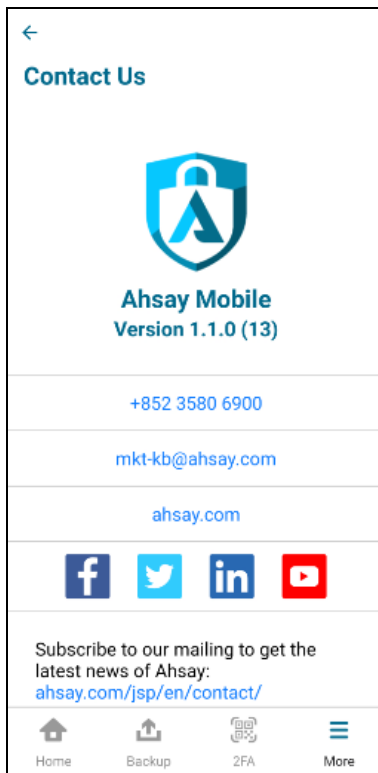 Contact Us
Ahsay Mobile
Version 1.1.0 (13)
+852 3580 6900
mkt-kb@ahsay.com
ahsay.com
Subscribe to our mailing to get the
latest news of Ahsay:
ahsay.com/jsp/en/contact/
Home Backup 2FA More